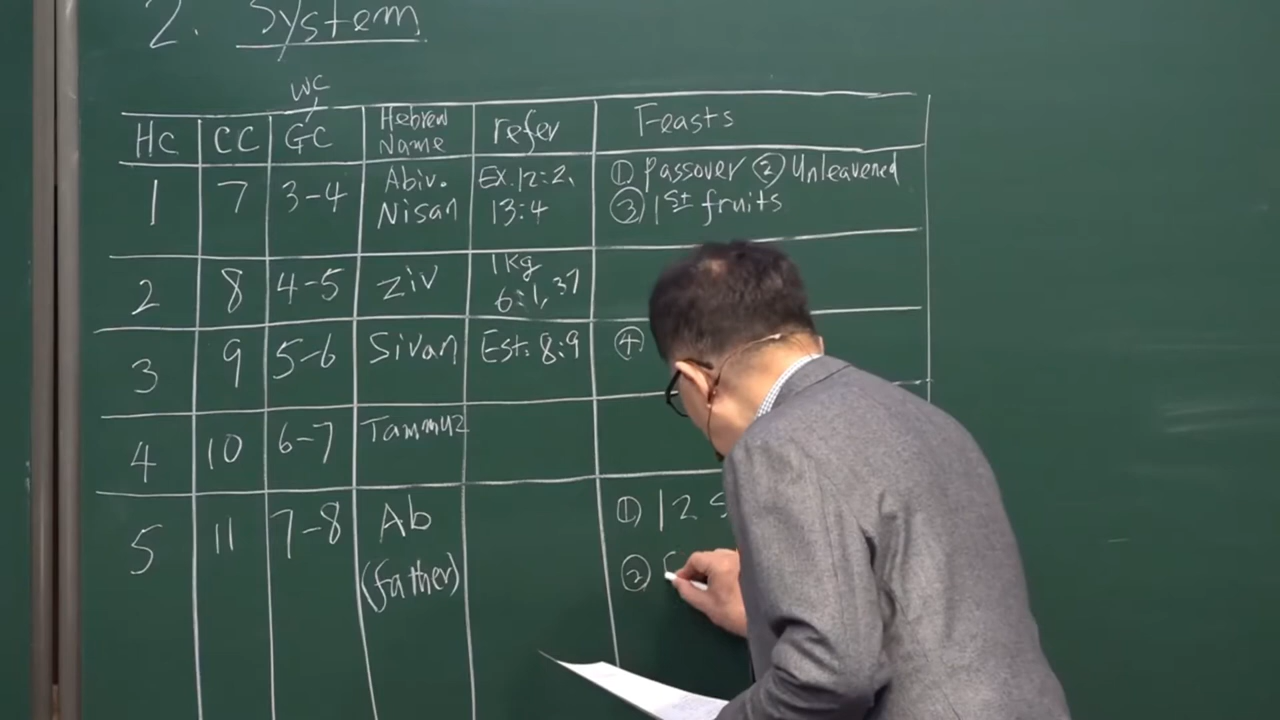 2. System
WC
HC CC GC Hebrew Name refer Feasts
1 7 3-4 Abiv. Nisan Ex.12:2, 13:4 ① Passover ② Unleavened
③ 1st fruits
2 8 4-5 Ziv 1Kg 6:1, 37
3 9 5-6 Sivan Est: 8:9 ④
4 10 6-7 Tammuz
5 11 7-8 Ab ① 12
(father) ②